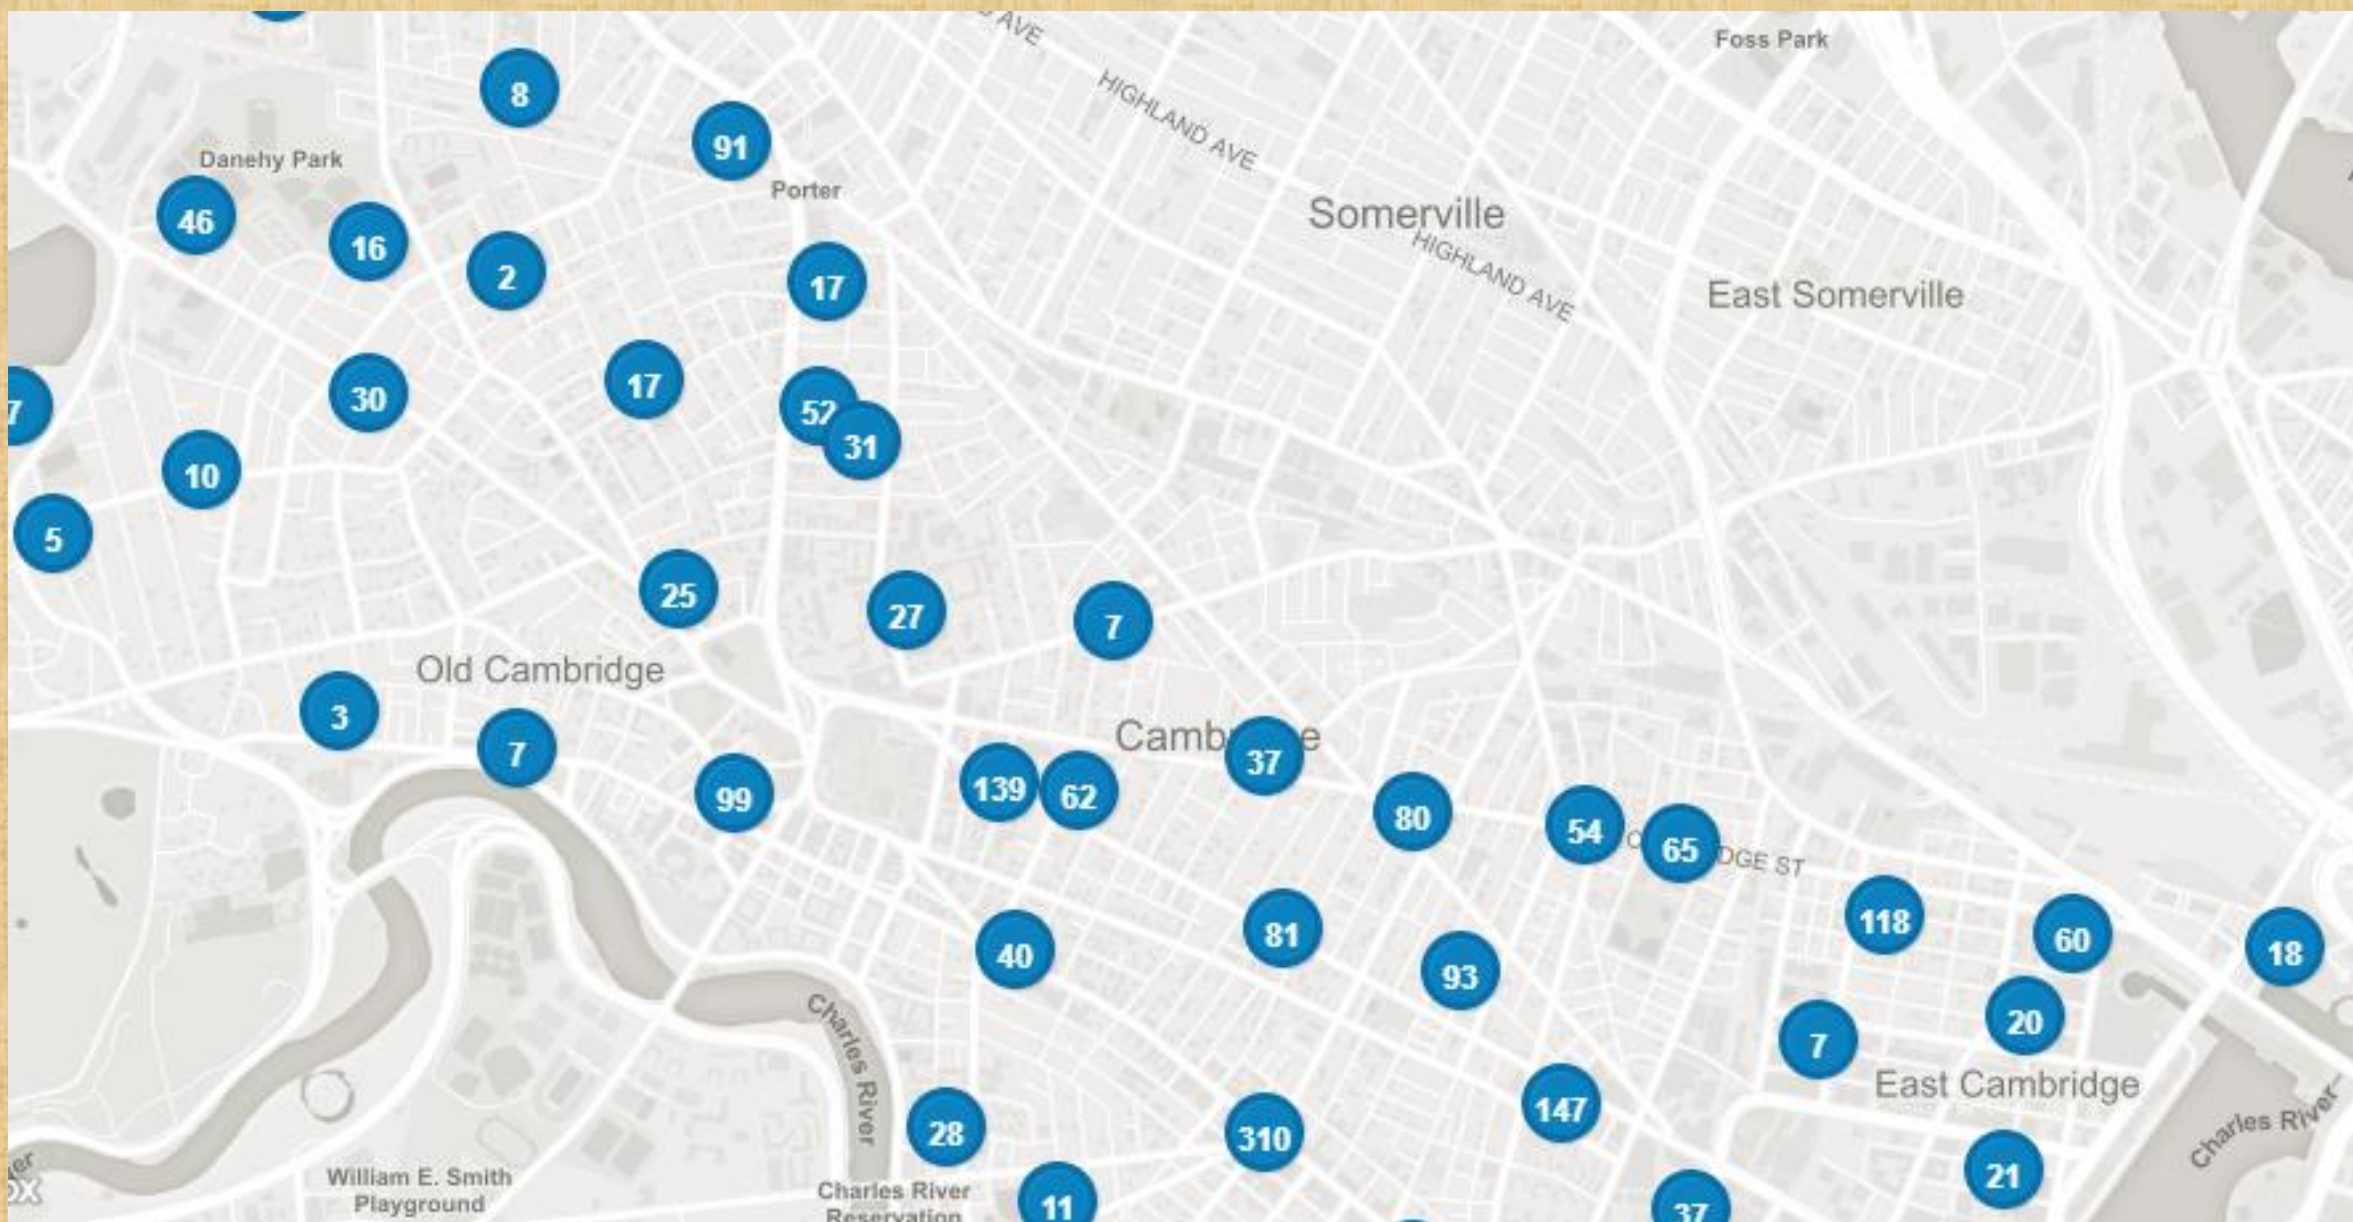 AVE
Foss Park
8
HIGHLAND AVE
91
Danehy Park
Porter
46
16
Somerville
2
HIGHLAND AVE
17
East Somerville
17
30
7
52
31
10
5
25
27
7
Old Cambridge
3
7
Camb e
37
99
139
62
80
54
65
DGE ST
118
81
60
40
18
93
Charles River
20
7
East Cambridge
147
28
310
Charles River
21
William E. Smith
Playground
Charles River
Reservation
11
37